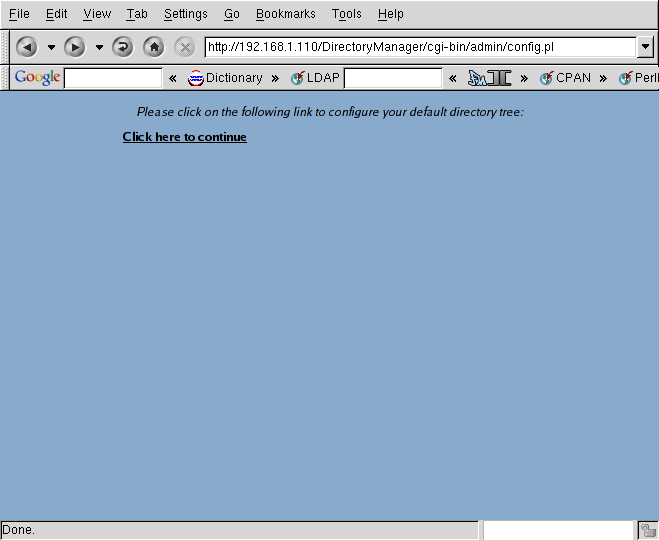 File Edit View Tab Settings Go Bookmarks Tools Help
http://192.168.1.110/DirectoryManager/cgi-bin/admin/config.pl
Google « Dictionary » LDAP « » CPAN » Perl
Please click on the following link to configure your default directory tree:
Click here to continue
Done.